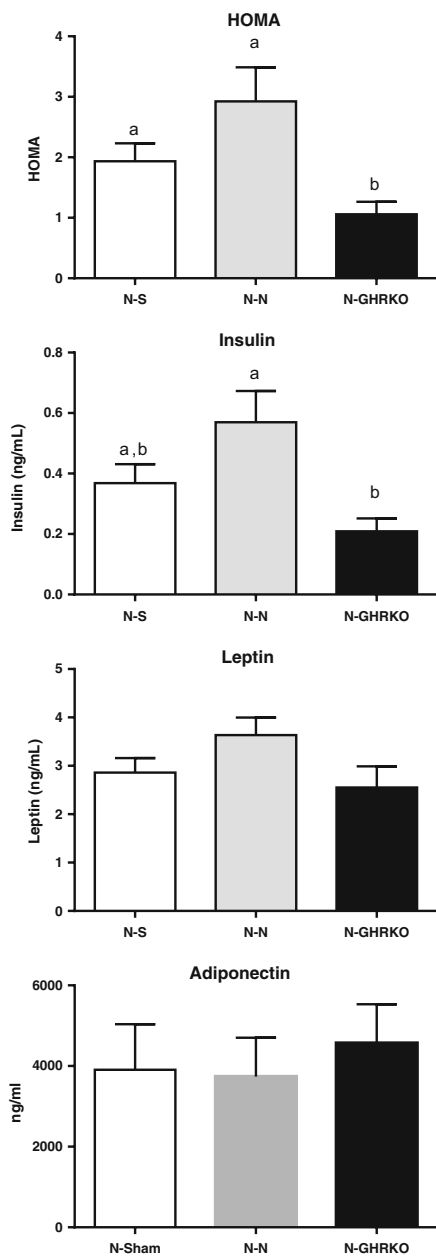 HOMA
a
4
a
3
HOMA
2
b
1
0
N-S N-N N-GHRKO
Insulin
0.8
a
0.6
a,b
Insulin (ng/mL)
0.4
b
0.2
0.0
N-S N-N N-GHRKO
Leptin
5
4
3
Leptin (ng/mL)
2
1
0
N-S N-N N-GHRKO
Adiponectin
6000
4000
ng/ml
2000
0
N-Sham N-N N-GHRKO